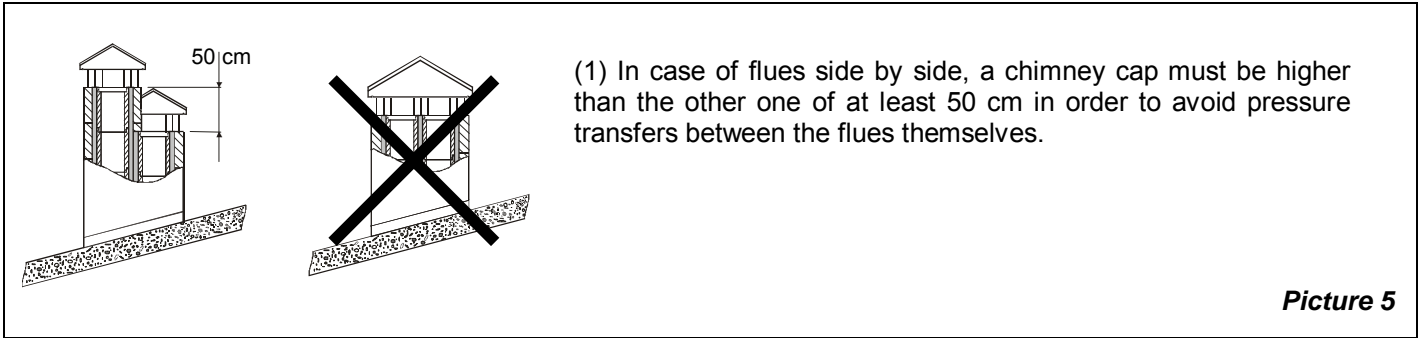 50 cm
(1) In case of flues side by side, a chimney cap must be higher
than the other one of at least 50 cm in order to avoid pressure
transfers between the flues themselves.
Picture 5